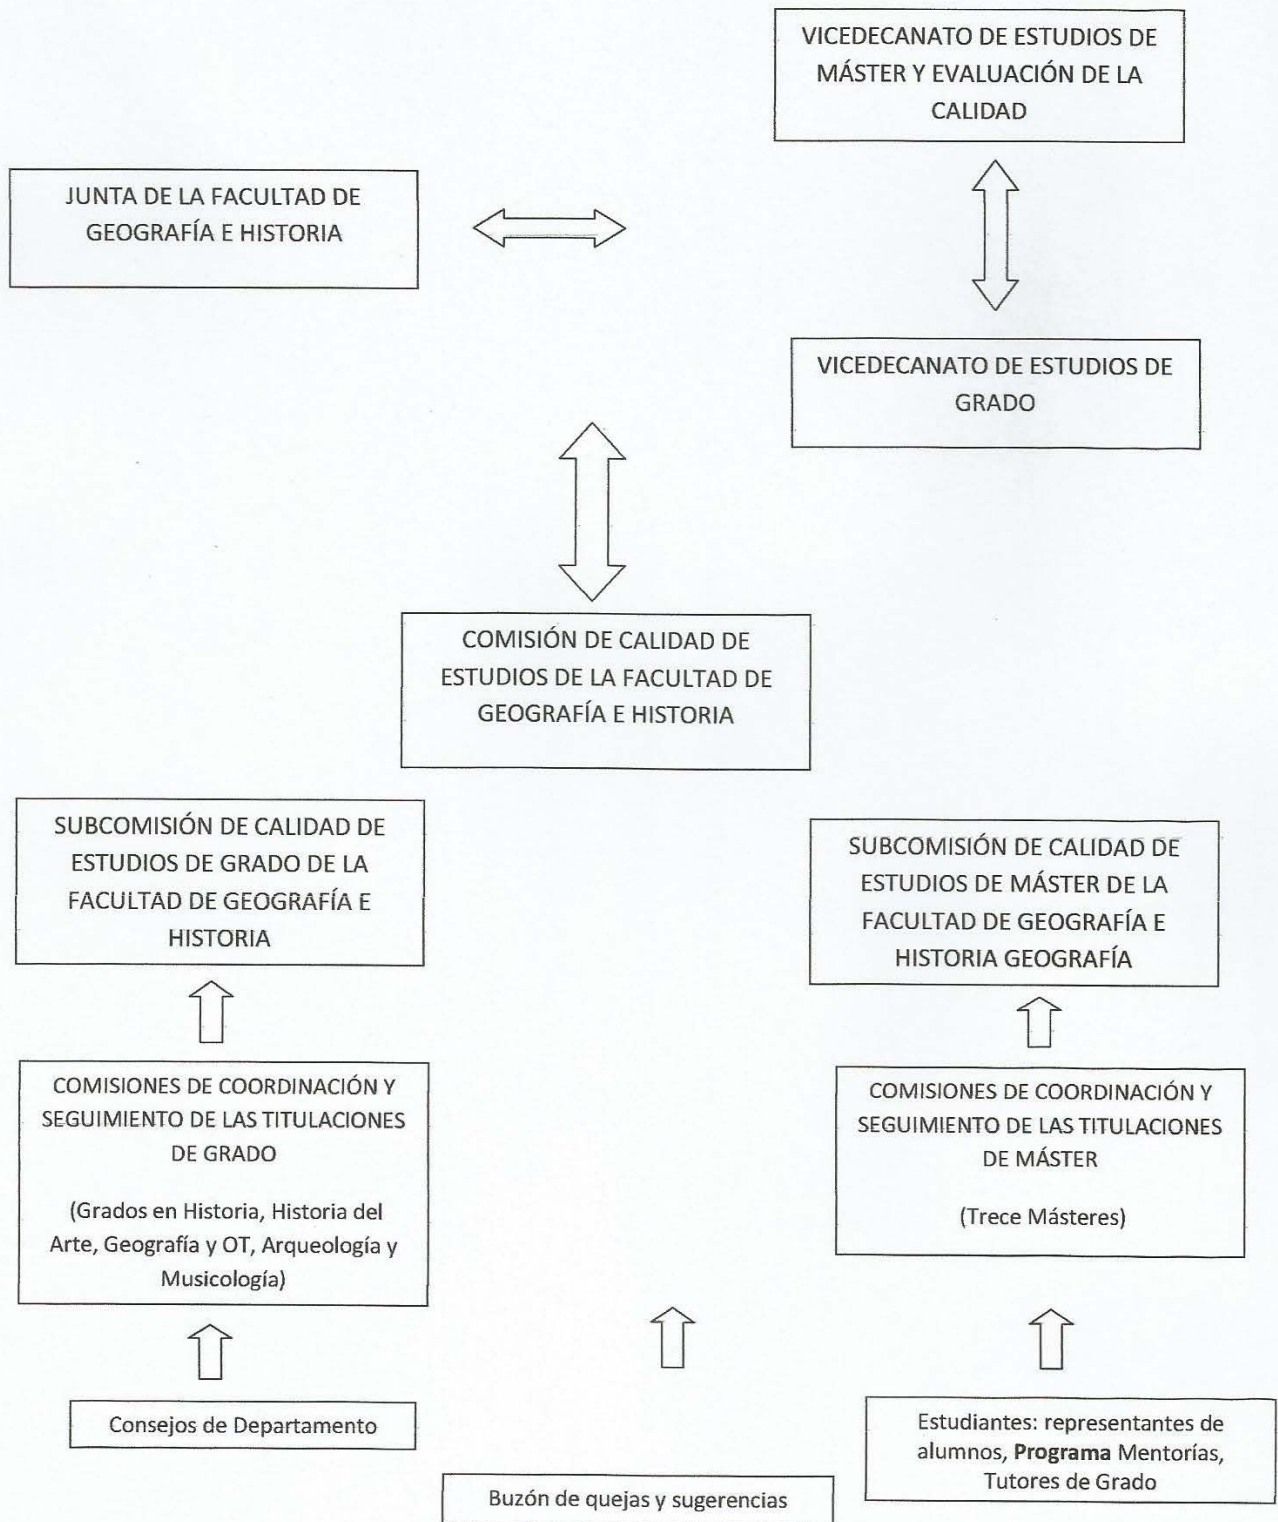 VICEDECANATO DE ESTUDIOS DE
MÁSTER Y EVALUACIÓN DE LA
CALIDAD
JUNTA DE LA FACULTAD DE
GEOGRAFÍA E HISTORIA
VICEDECANATO DE ESTUDIOS DE
GRADO
COMISIÓN DE CALIDAD DE
ESTUDIOS DE LA FACULTAD DE
GEOGRAFÍA E HISTORIA
SUBCOMISIÓN DE CALIDAD DE
ESTUDIOS DE GRADO DE LA
FACULTAD DE GEOGRAFÍA E
HISTORIA
SUBCOMISIÓN DE CALIDAD DE
ESTUDIOS DE MÁSTER DE LA
FACULTAD DE GEOGRAFÍA E
HISTORIA GEOGRAFÍA
COMISIONES DE COORDINACIÓN Y
SEGUIMIENTO DE LAS TITULACIONES
DE GRADO
(Grados en Historia, Historia del
Arte, Geografía y OT, Arqueología y
Musicología)
COMISIONES DE COORDINACIÓN Y
SEGUIMIENTO DE LAS TITULACIONES
DE MÁSTER
(Trece Másteres)
Consejos de Departamento
Buzón de quejas y sugerencias
Estudiantes: representantes de
alumnos, Programa Mentorías,
Tutores de Grado